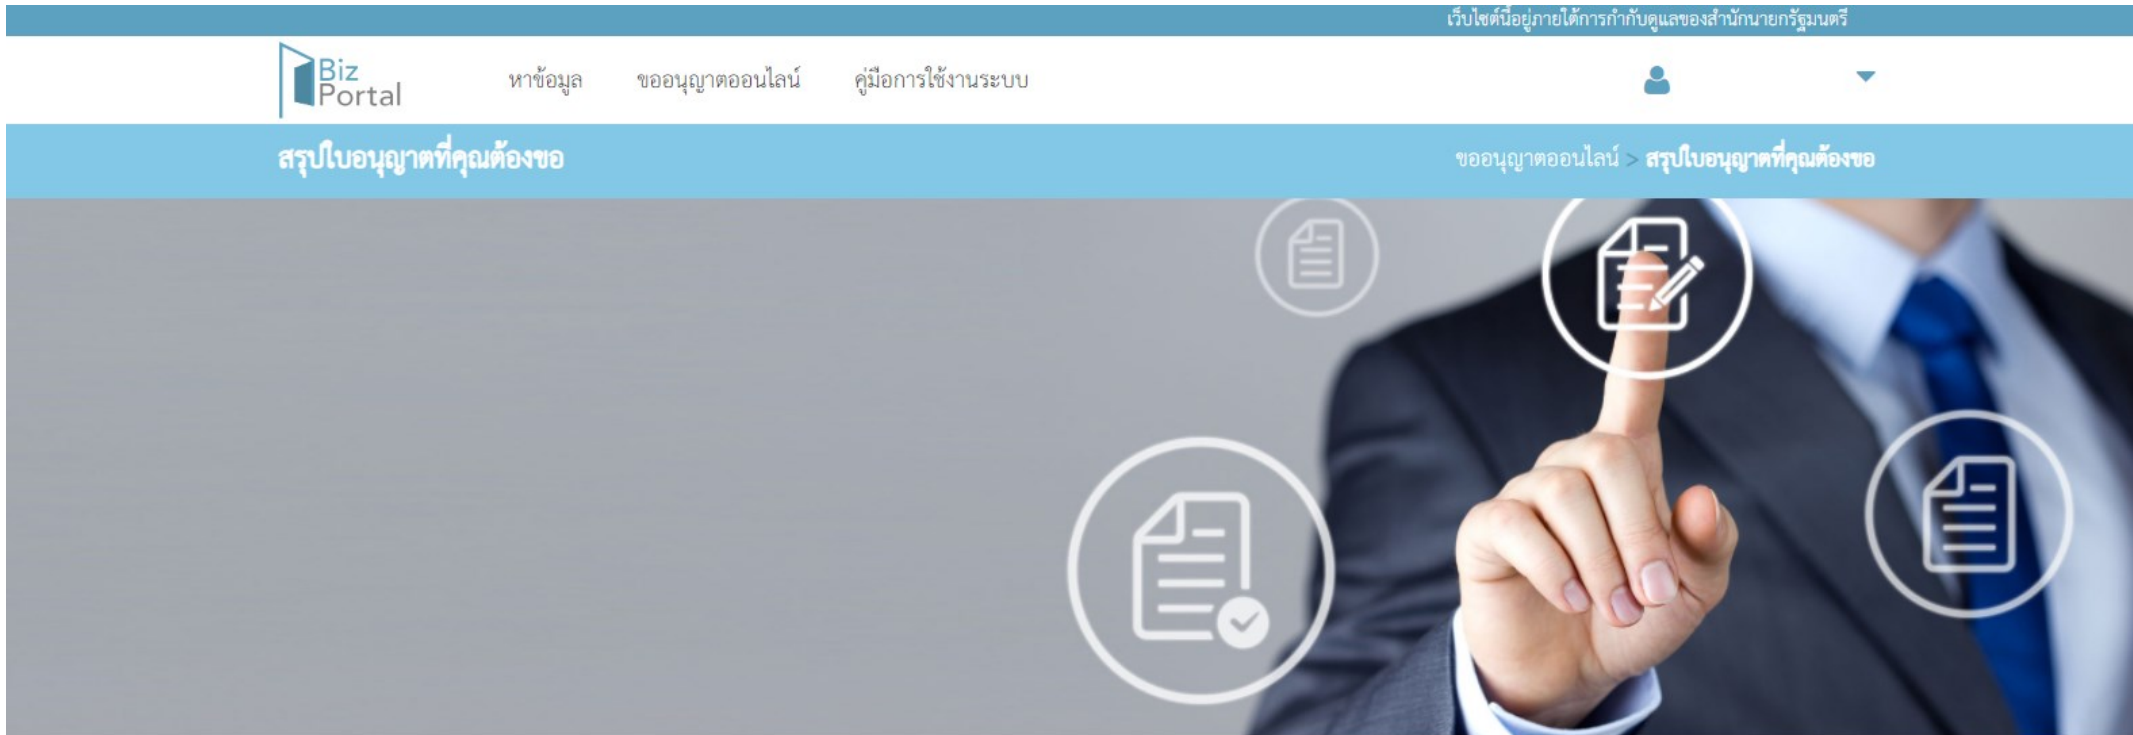 เว็บไซต์นี้อยู่ภายใต้การกำกับดูแลของสำนักนายกรัฐมนตรี
Biz
Portal
หาข้อมูล ขออนุญาตออนไลน์ คู่มือการใช้งานระบบ
สรุปใบอนุญาตที่คุณต้องขอ
ขออนุญาตออนไลน์ > สรุปใบอนุญาตที่คุณต้องขอ